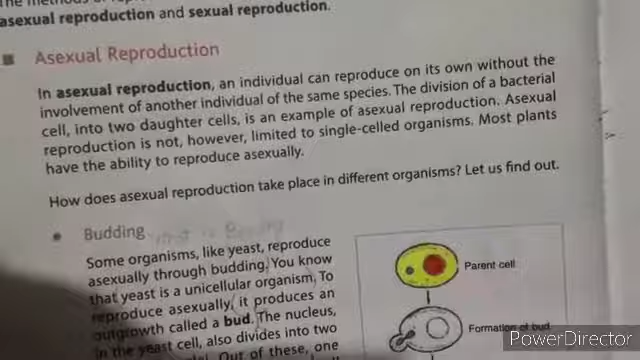 asexual reproduction and sexual reproduction.
Asexual Reproduction
In asexual reproduction, an individual can reproduce on its own without the
involvement of another individual of the same species. The division of a bacterial
cell, into two daughter cells, is an example of asexual reproduction. Asexual
reproduction is not, however, limited to single-celled organisms. Most plants
have the ability to reproduce asexually.
How does asexual reproduction take place in different organisms? Let us find out.
Budding
Some organisms, like yeast, reproduce
asexually through budding. You know
that yeast is a unicellular organism. To
reproduce asexually, it produces an
outgrowth called a bud. The nucleus,
in the yeast cell, also divides into two
Out of these, one
Parent cell
Formation of bud
PowerDirector